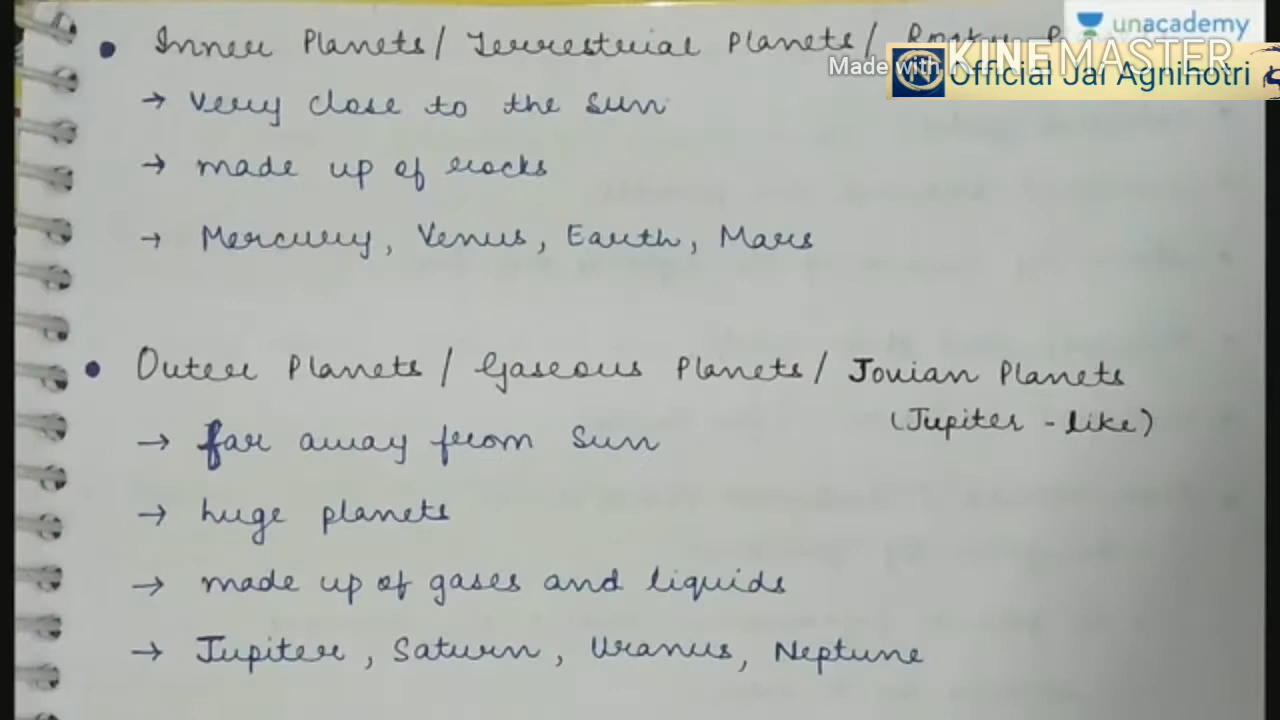 • Inner Planets/ Terrestrial Planets/
unacademy
Made with KINEMASTER
Official Jai Agnihotri
→ very close to the sun
→ made up of rocks
→ Mercury, Venus, Earth, Mars
• Outer Planets / Gaseous Planets/ Jovian Planets
(Jupiter - like)
→ far away from sun
→ huge planets
→ made up of gases and liquids
→ Jupiter, Saturn, Uranus, Neptune